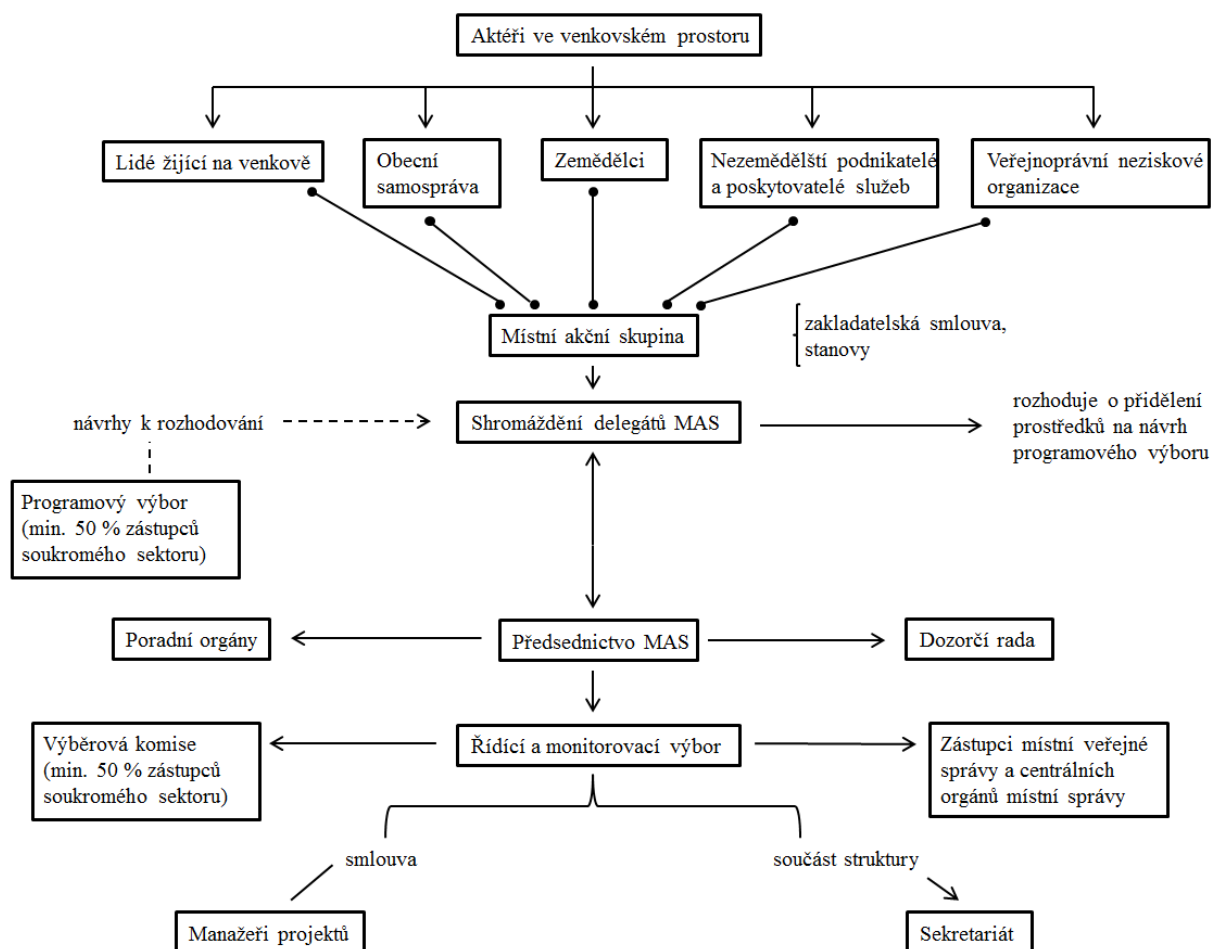 Aktéři ve venkovském prostoru
Lidé žijící na venkově
Obecní
samospráva
Zemědělci
Nezemědělští podnikatelé
a poskytovatelé služeb
Veřejnoprávní neziskové
organizace
Místní akční skupina
zakladatelská smlouva,
stanovy
návrhy k rozhodování
Shromáždění delegátů MAS
rozhoduje o přidělení
prostředků na návrh
programového výboru
Programový výbor
(min. 50 % zástupců
soukromého sektoru)
Poradní orgány
Předsednictvo MAS
Dozorčí rada
Výběrová komise
(min. 50 % zástupců
soukromého sektoru)
Řídící a monitorovací výbor
Zástupci místní veřejné
správy a centrálních
orgánů místní správy
smlouva
součást struktury
Manažeři projektů
Sekretariát